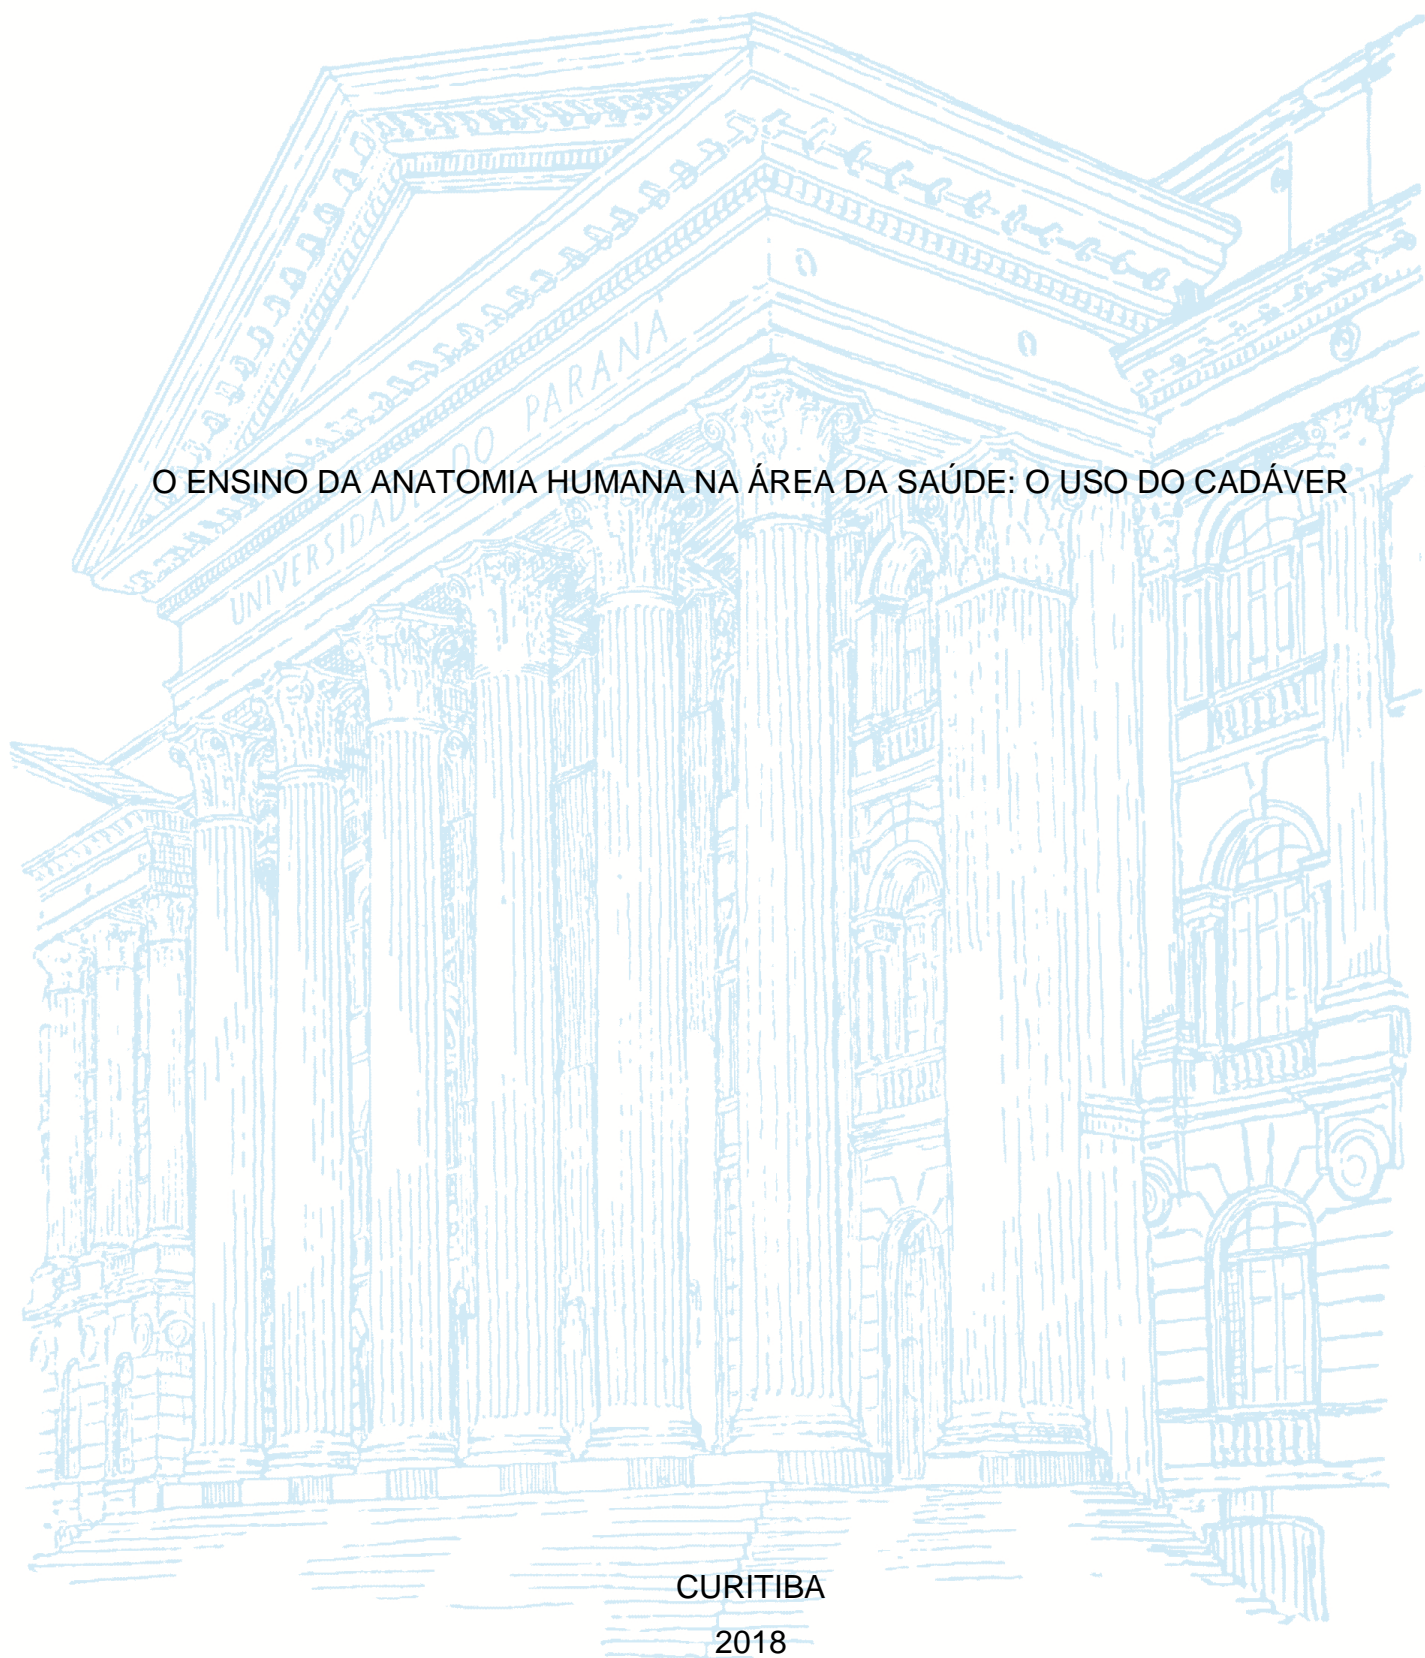 UNIVERSIDADE DO PARANÁ
O ENSINO DA ANATOMIA HUMANA NA ÁREA DA SAÚDE: O USO DO CADÁVER
CURITIBA
2018